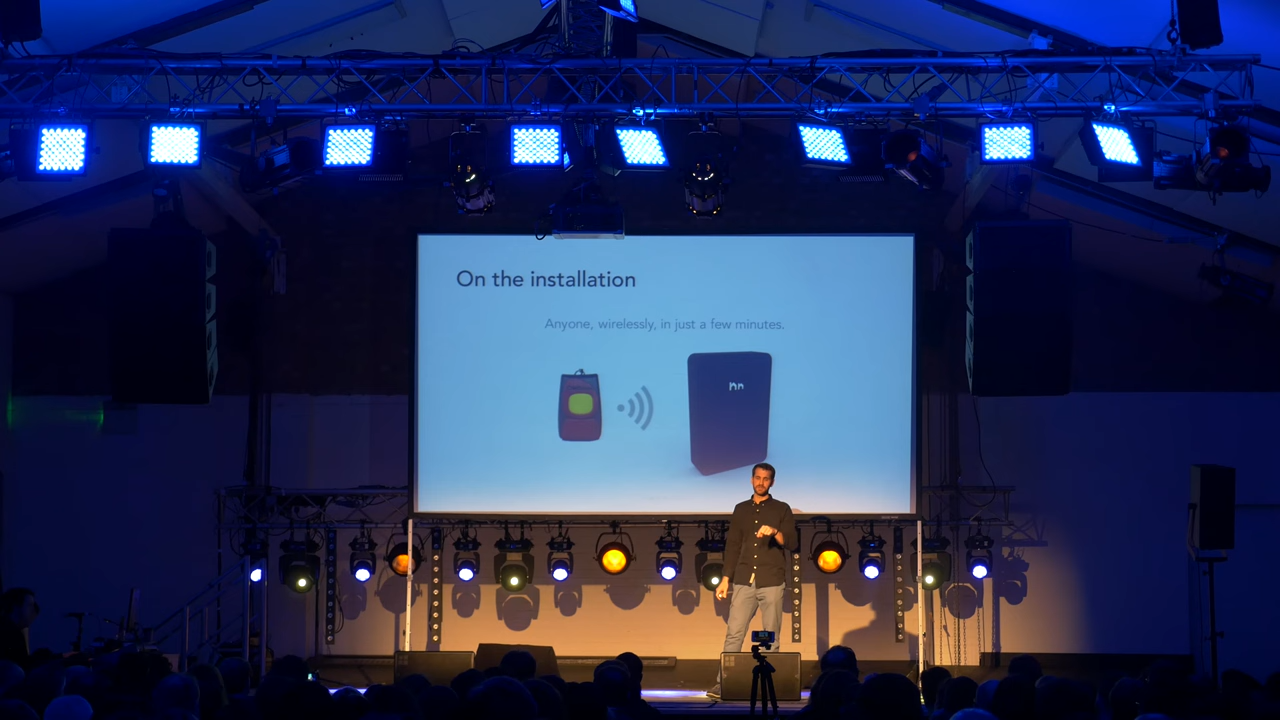 On the installation
Anyone, wirelessly, in just a few minutes.